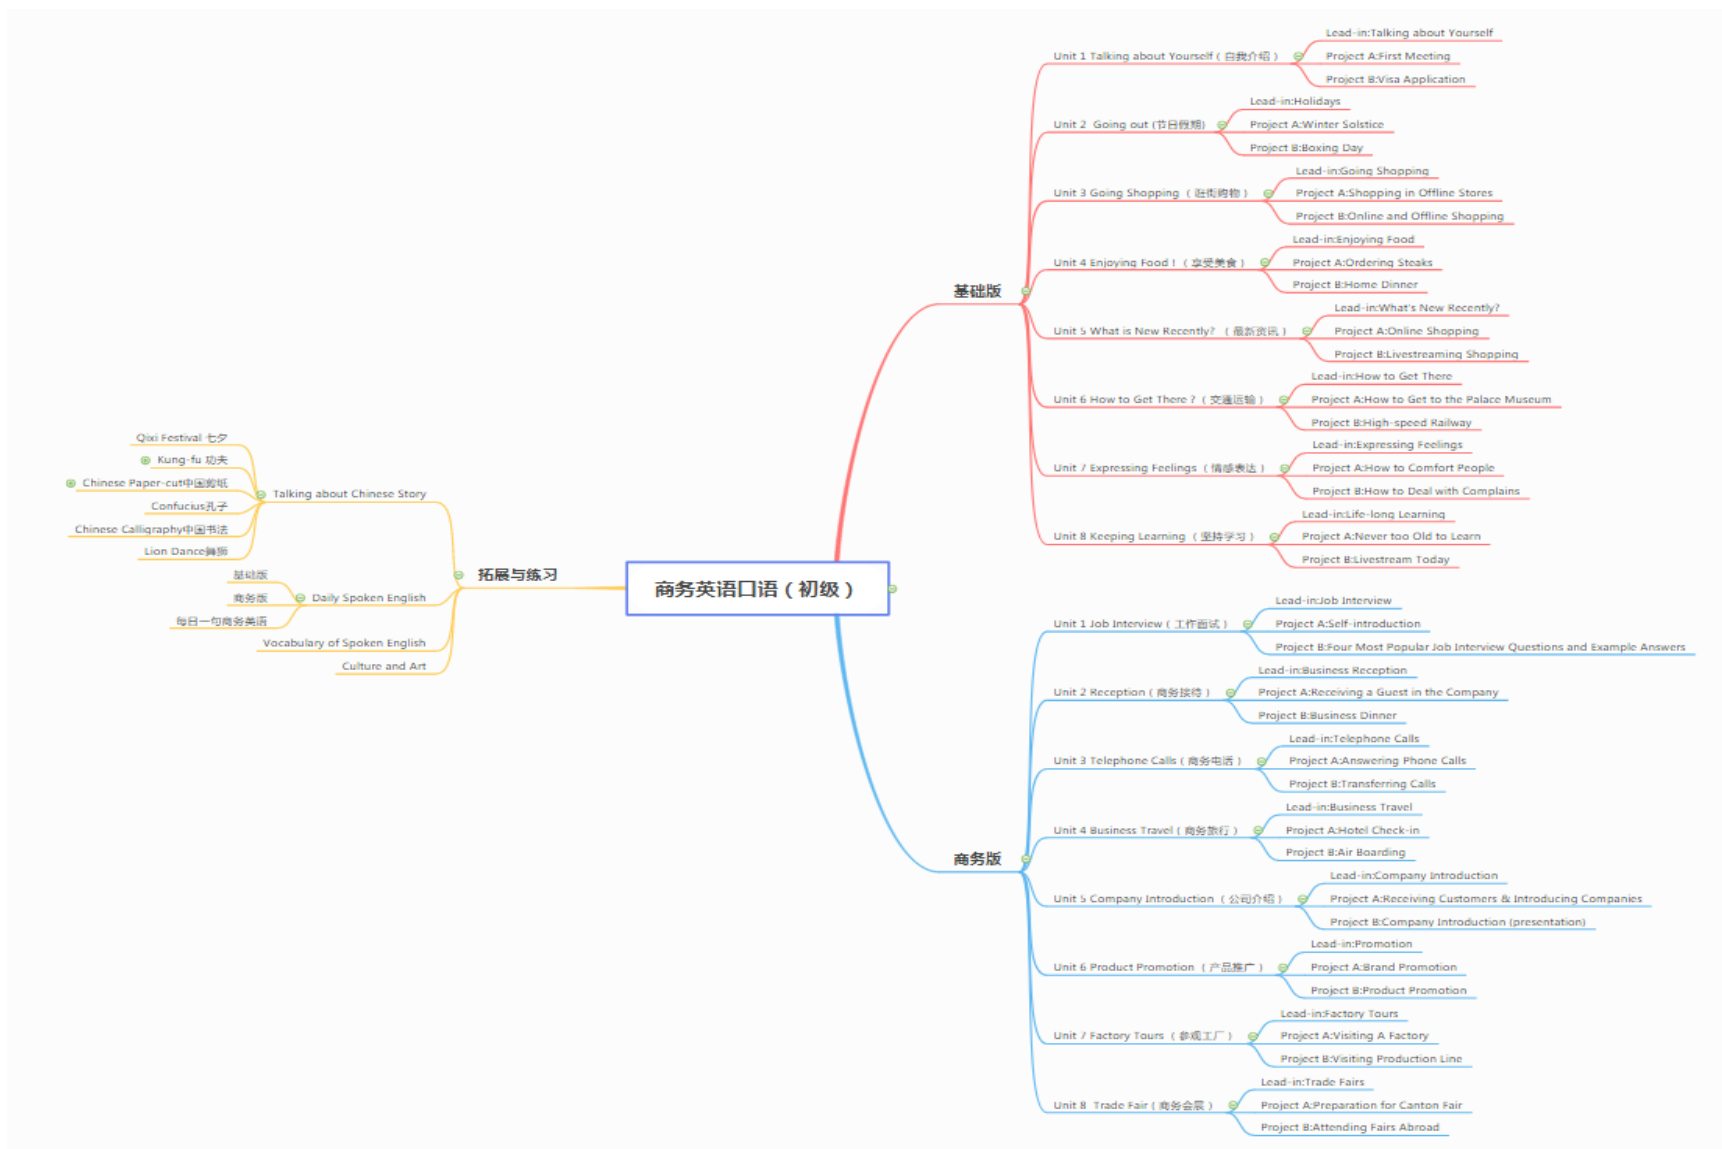 商务英语口语（初级）
基础版
Unit 1 Talking about Yourself（自我介绍）
Lead-in:Talking about Yourself
Project A:First Meeting
Project B:Visa Application
Unit 2 Going out (节日假期)
Lead-in:Holidays
Project A:Winter Solstice
Project B:Boxing Day
Unit 3 Going Shopping （逛街购物）
Lead-in:Going Shopping
Project A:Shopping in Offline Stores
Project B:Online and Offline Shopping
Unit 4 Enjoying Food！（享受美食）
Lead-in:Enjoying Food
Project A:Ordering Steaks
Project B:Home Dinner
Unit 5 What is New Recently? （最新资讯）
Lead-in:What's New Recently?
Project A:Online Shopping
Project B:Livestreaming Shopping
Unit 6 How to Get There？（交通运输）
Lead-in:How to Get There
Project A:How to Get to the Palace Museum
Project B:High-speed Railway
Unit 7 Expressing Feelings （情感表达）
Lead-in:Expressing Feelings
Project A:How to Comfort People
Project B:How to Deal with Complains
Unit 8 Keeping Learning （坚持学习）
Lead-in:Life-long Learning
Project A:Never too Old to Learn
Project B:Livestream Today
商务版
Unit 1 Job Interview（工作面试）
Lead-in:Job Interview
Project A:Self-introduction
Project B:Four Most Popular Job Interview Questions and Example Answers
Unit 2 Reception（商务接待）
Lead-in:Business Reception
Project A:Receiving a Guest in the Company
Project B:Business Dinner
Unit 3 Telephone Calls（商务电话）
Lead-in:Telephone Calls
Project A:Answering Phone Calls
Project B:Transferring Calls
Unit 4 Business Travel（商务旅行）
Lead-in:Business Travel
Project A:Hotel Check-in
Project B:Air Boarding
Unit 5 Company Introduction （公司介绍）
Lead-in:Company Introduction
Project A:Receiving Customers & Introducing Companies
Project B:Company Introduction (presentation)
Unit 6 Product Promotion （产品推广）
Lead-in:Promotion
Project A:Brand Promotion
Project B:Product Promotion
Unit 7 Factory Tours （参观工厂）
Lead-in:Factory Tours
Project A:Visiting A Factory
Project B:Visiting Production Line
Unit 8 Trade Fair（商务会展）
Lead-in:Trade Fairs
Project A:Preparation for Canton Fair
Project B:Attending Fairs Abroad
拓展与练习
Talking about Chinese Story
Qixi Festival 七夕
Kung-fu 功夫
Chinese Paper-cut中国剪纸
Confucius孔子
Chinese Calligraphy中国书法
Lion Dance舞狮
Daily Spoken English
基础版
商务版
每日一句商务英语
Vocabulary of Spoken English
Culture and Art